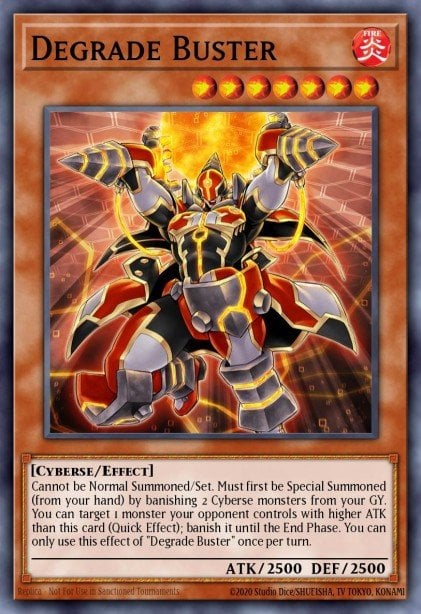 DEGRADE BUSTER
FIRE
炎
[CYBERSE/EFFECT]
Cannot be Normal Summoned/Set. Must first be Special Summoned
(from your hand) by banishing 2 Cyberse monsters from your GY.
You can target 1 monster your opponent controls with higher ATK
than this card (Quick Effect); banish it until the End Phase. You can
only use this effect of "Degrade Buster" once per turn.
ATK/2500 DEF/2500
Replica - Not For Use in Sanctioned Tournaments
©2020 Studio Dice/SHUEISHA, TV TOKYO, KONAMI